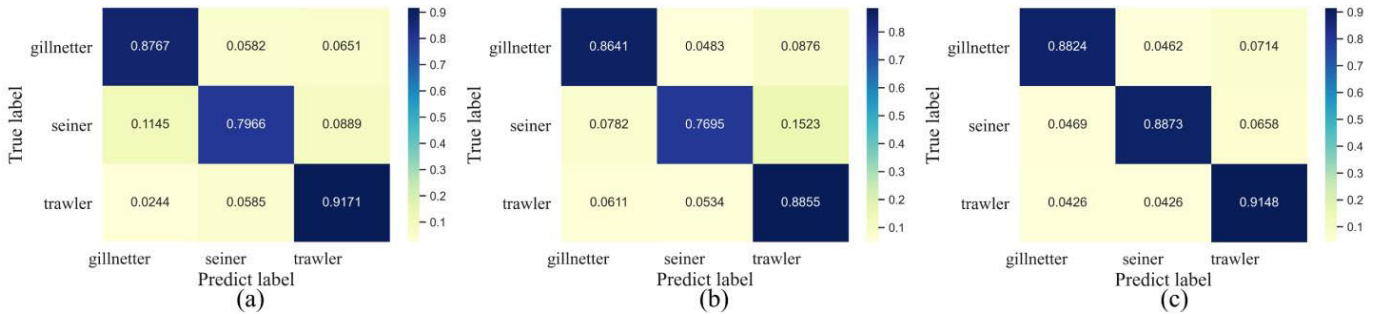 True label
gillnetter
seiner
trawler
0.8767 0.0582 0.0651
0.1145 0.7966 0.0889
0.0244 0.0585 0.9171
gillnetter seiner trawler
Predict label
0.9
0.8
0.7
0.6
0.5
0.4
0.3
0.2
0.1
(a)
True label
gillnetter
seiner
trawler
0.8641 0.0483 0.0876
0.0782 0.7695 0.1523
0.0611 0.0534 0.8855
gillnetter seiner trawler
Predict label
0.8
0.7
0.6
0.5
0.4
0.3
0.2
0.1
(b)
True label
gillnetter
seiner
trawler
0.8824 0.0462 0.0714
0.0469 0.8873 0.0658
0.0426 0.0426 0.9148
gillnetter seiner trawler
Predict label
0.9
0.8
0.7
0.6
0.5
0.4
0.3
0.2
0.1
(c)